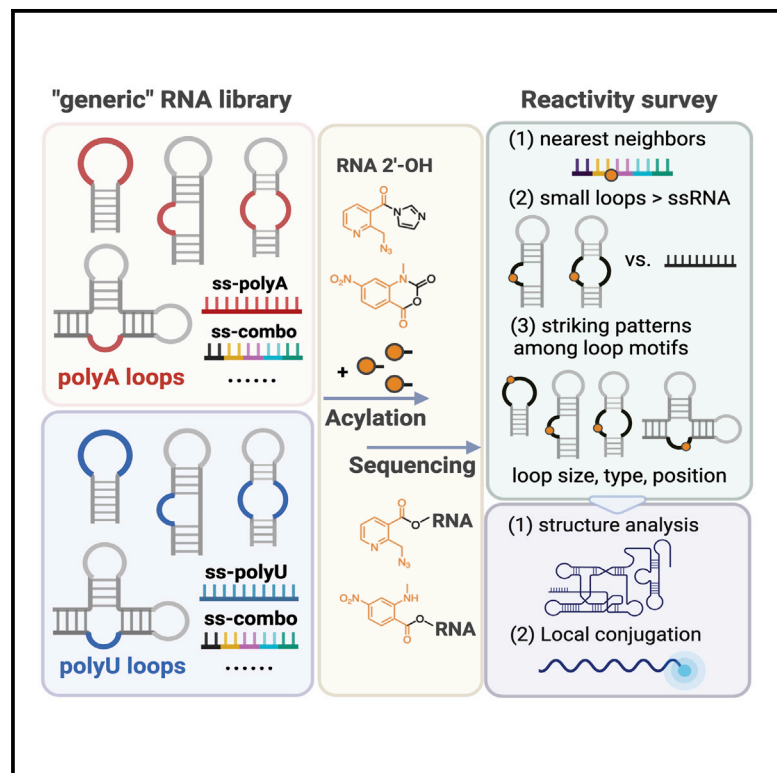 "generic" RNA library
ss-polyA
ss-combo
polyA loops
......
ss-polyU
ss-combo
polyU loops
......
RNA 2'-OH
O
N
N
N
N₃
NO₂
N
O
O
O
+
Acylation
Sequencing
O
O
RNA
N
N₃
NO₂
NH
O
O
RNA
Reactivity survey
(1) nearest neighbors
(2) small loops > ssRNA
vs.
(3) striking patterns
among loop motifs
loop size, type, position
(1) structure analysis
(2) Local conjugation